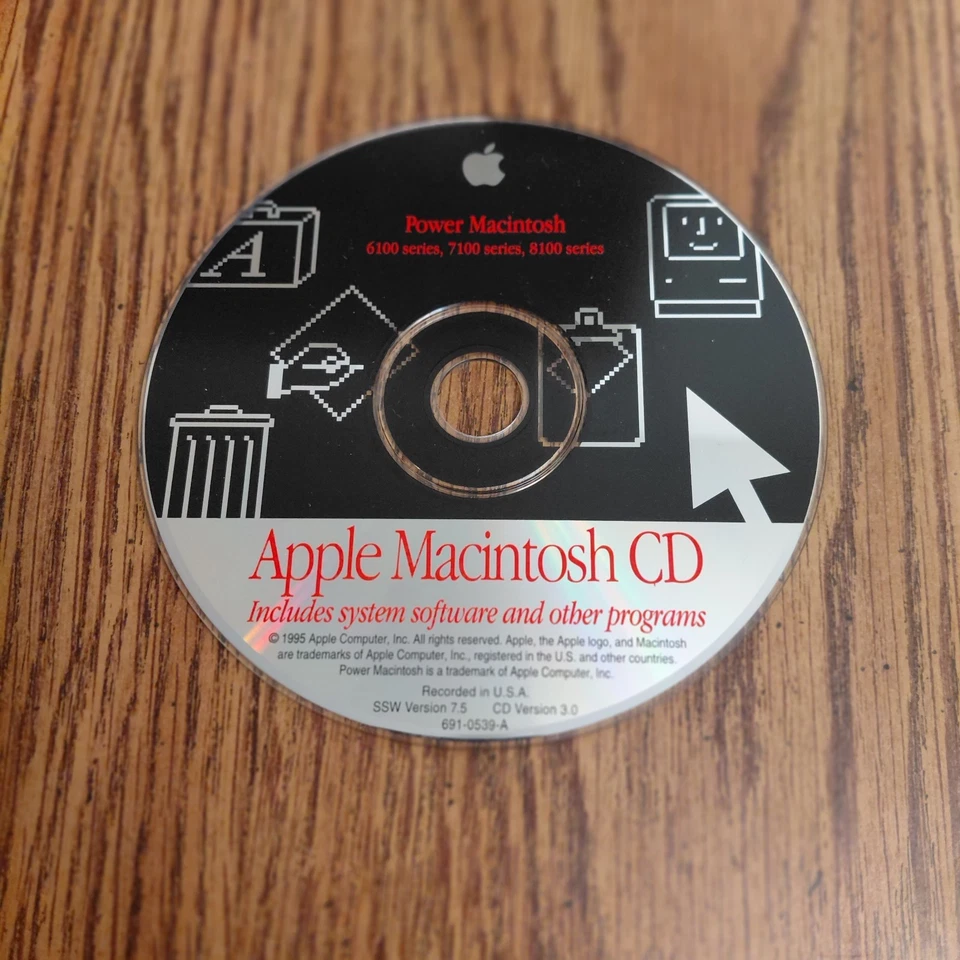 Power Macintosh
6100 series, 7100 series, 8100 series
A
Apple Macintosh CD
Includes system software and other programs
© 1995 Apple Computer, Inc. All rights reserved. Apple, the Apple logo, and Macintosh
are trademarks of Apple Computer, Inc., registered in the U.S. and other countries.
Power Macintosh is a trademark of Apple Computer, Inc.
Recorded in U.S.A.
SSW Version 7.5 CD Version 3.0
691-0539-A